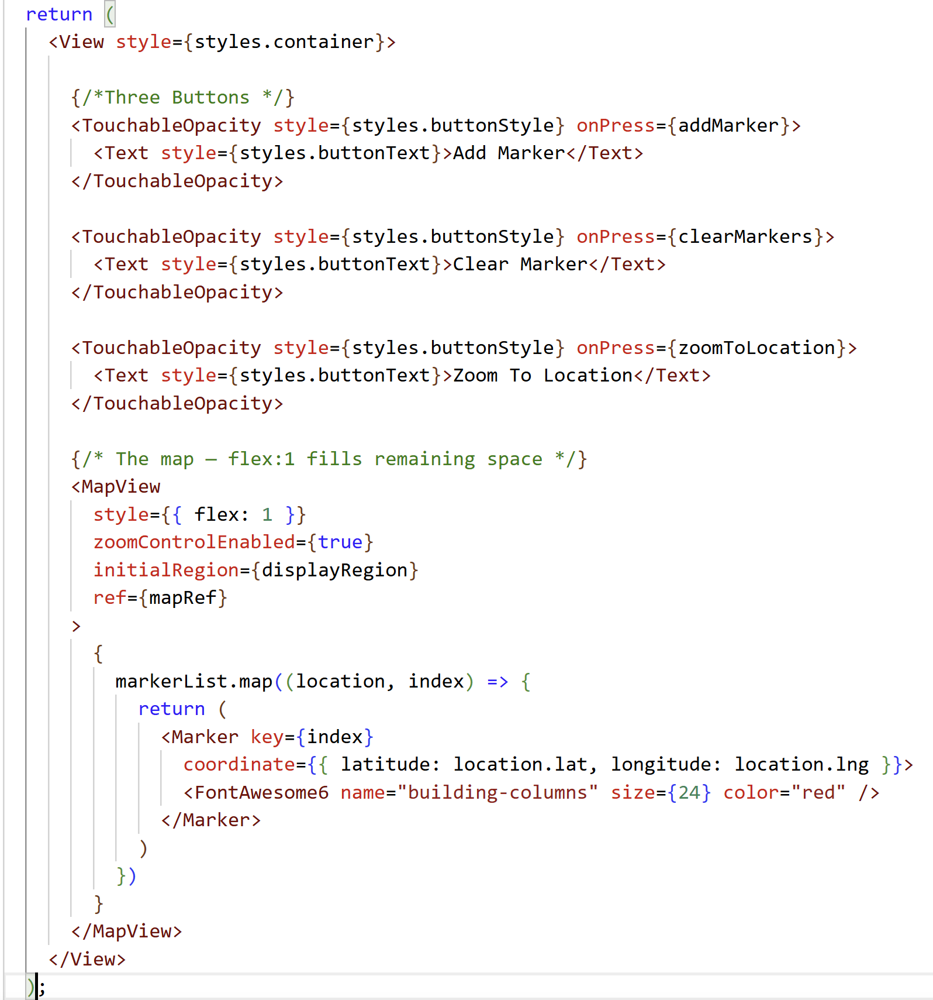 return (
<View style={styles.container}>
{/*Three Buttons */}
<TouchableOpacity style={styles.buttonStyle} onPress={addMarker}>
<Text style={styles.buttonText}>Add Marker</Text>
</TouchableOpacity>
<TouchableOpacity style={styles.buttonStyle} onPress={clearMarkers}>
<Text style={styles.buttonText}>Clear Marker</Text>
</TouchableOpacity>
<TouchableOpacity style={styles.buttonStyle} onPress={zoomToLocation}>
<Text style={styles.buttonText}>Zoom To Location</Text>
</TouchableOpacity>
{/* The map — flex:1 fills remaining space */}
<MapView
style={{ flex: 1 }}
zoomControlEnabled={true}
initialRegion={displayRegion}
ref={mapRef}
>
{
markerList.map((location, index) => {
return (
<Marker key={index}
coordinate={{ latitude: location.lat, longitude: location.lng }}>
<FontAwesome6 name="building-columns" size={24} color="red" />
</Marker>
)
})
}
</MapView>
</View>
);